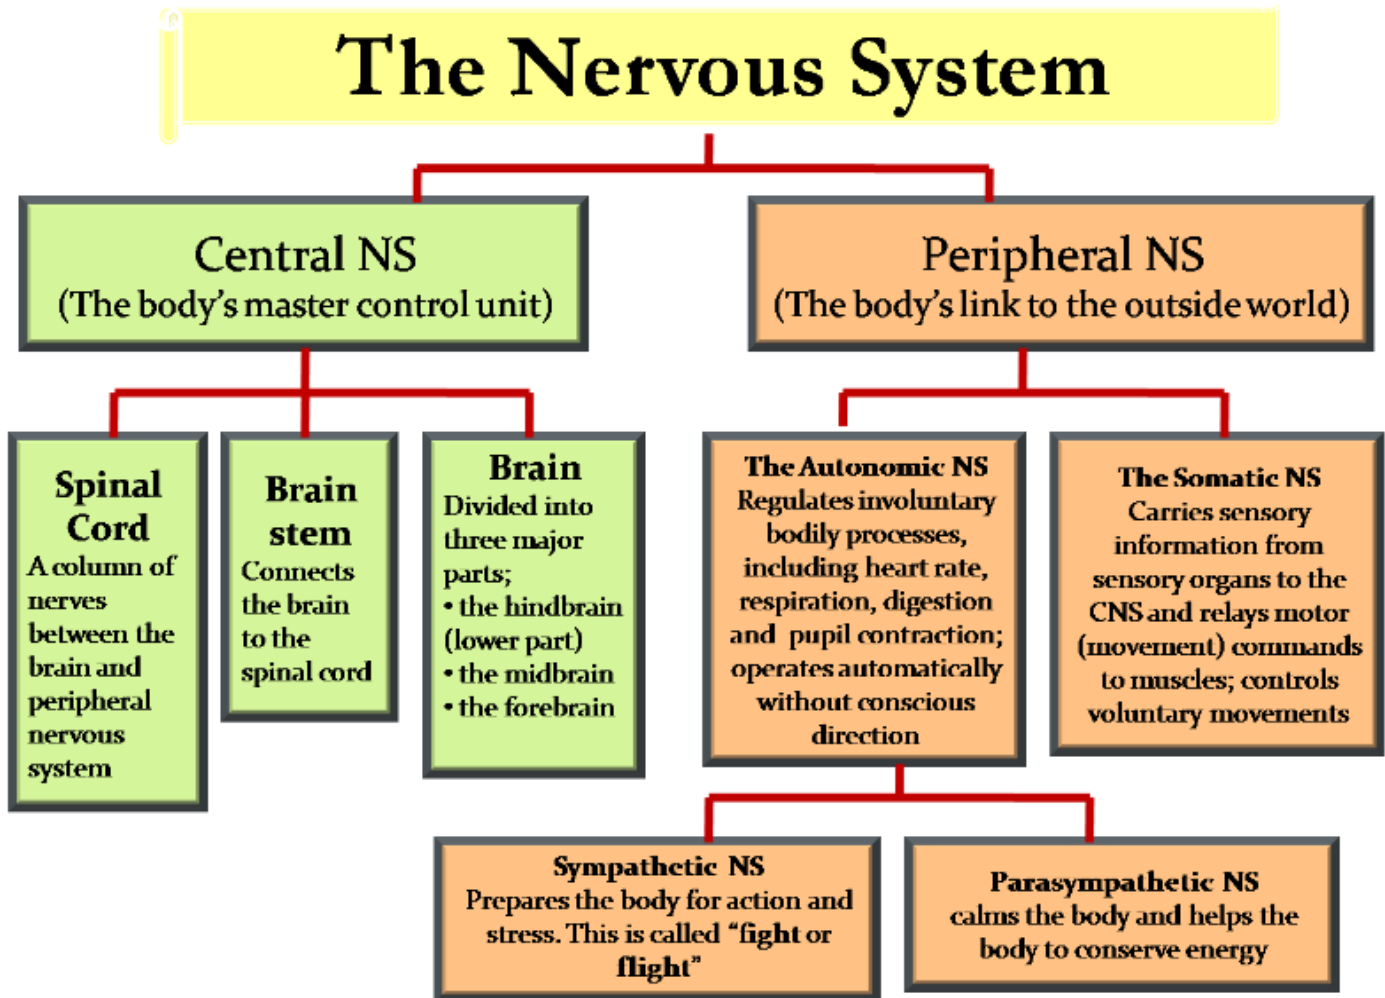 The Nervous System
Central NS
(The body's master control unit)
Peripheral NS
(The body's link to the outside world)
Spinal
Cord
A column of
nerves
between the
brain and
peripheral
nervous
system
Brain
stem
Connects
the brain
to the
spinal cord
Brain
Divided into
three major
parts;
• the hindbrain
(lower part)
• the midbrain
• the forebrain
The Autonomic NS
Regulates involuntary
bodily processes,
including heart rate,
respiration, digestion
and pupil contraction;
operates automatically
without conscious
direction
The Somatic NS
Carries sensory
information from
sensory organs to the
CNS and relays motor
(movement) commands
to muscles; controls
voluntary movements
Sympathetic NS
Prepares the body for action and
stress. This is called "fight or
flight"
Parasympathetic NS
calms the body and helps the
body to conserve energy